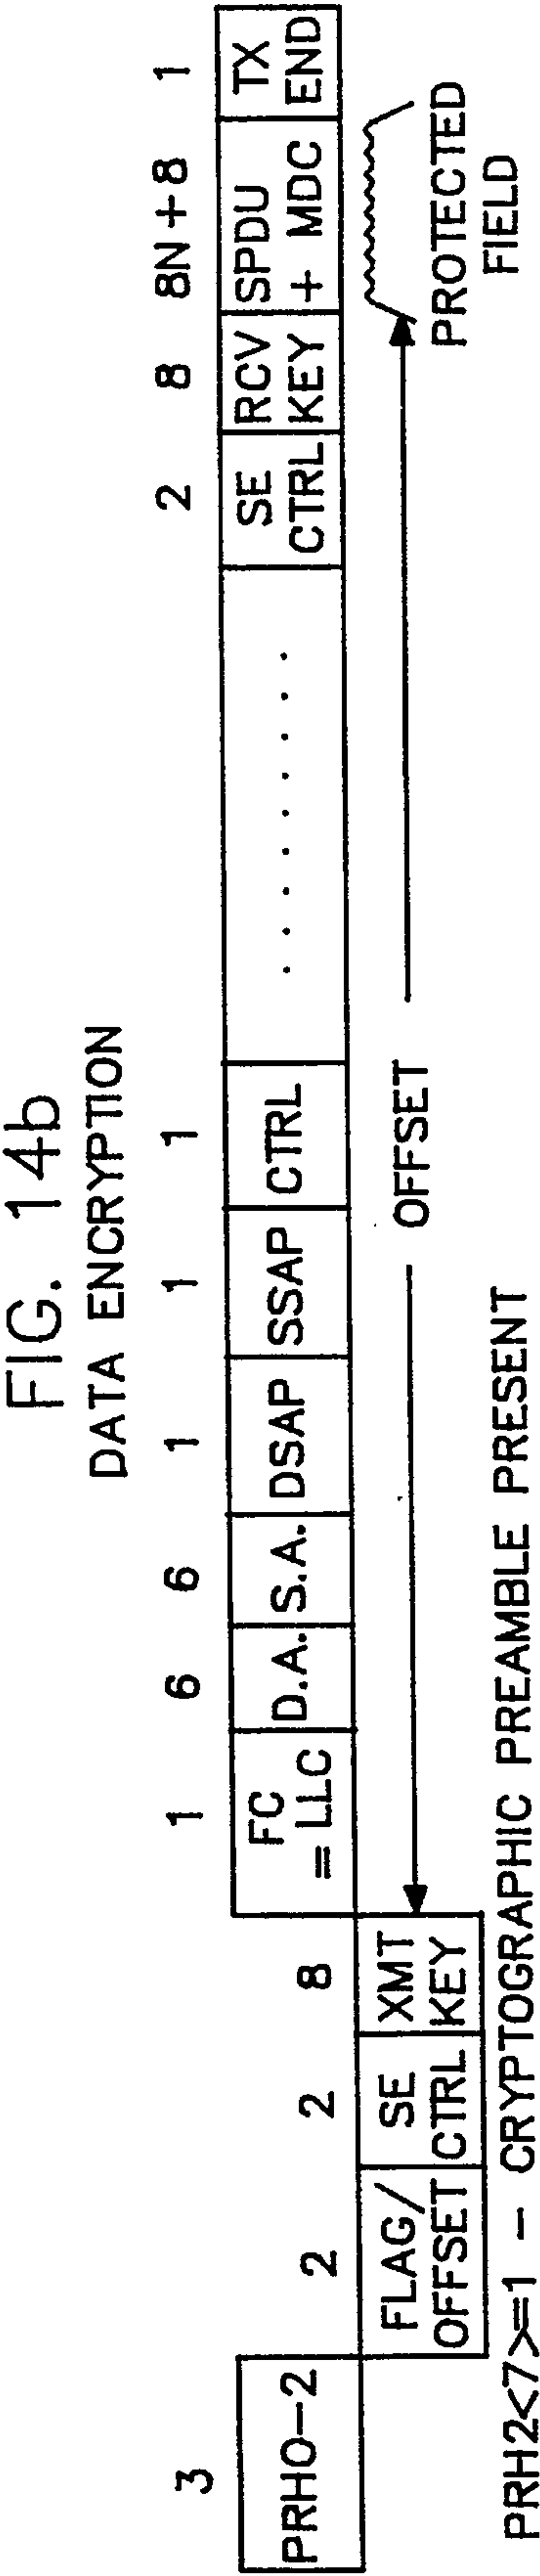 FIG. 14b
DATA ENCRYPTION
3 2 2 8 1 6 6 1 1 1 2 8 8N+8 1
PRHO-2
FLAG/
OFFSET
SE
CTRL
XMT
KEY
FC
=LLC
D.A.
S.A.
DSAP
SSAP
CTRL
. . . . . . . . .
SE
CTRL
RCV
KEY
SPDU
+ MDC
TX
END
OFFSET
PROTECTED
FIELD
PRH2<7>=1 – CRYPTOGRAPHIC PREAMBLE PRESENT